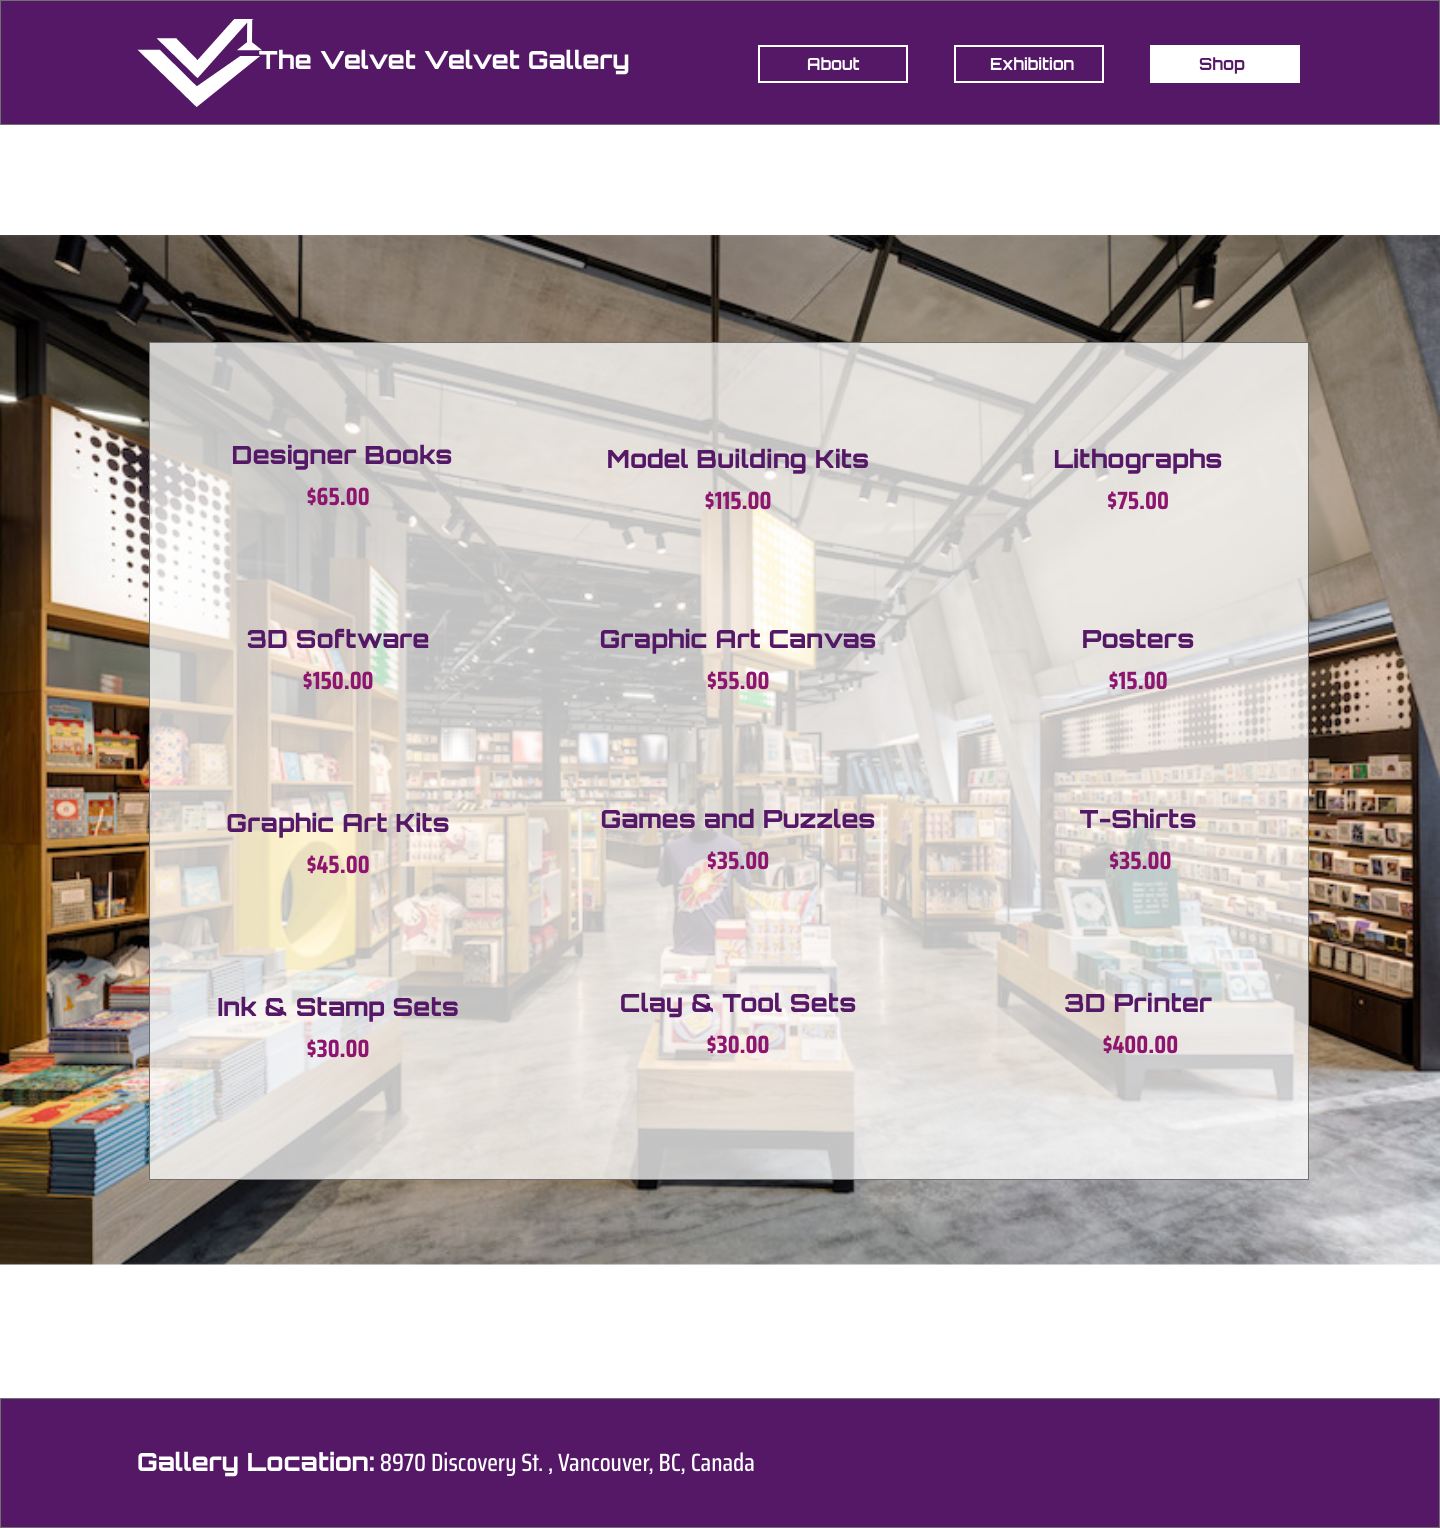 The Velvet Velvet Gallery
About
Exhibition
Shop
Designer Books
$65.00
Model Building Kits
$115.00
Lithographs
$75.00
3D Software
$150.00
Graphic Art Canvas
$55.00
Posters
$15.00
Graphic Art Kits
$45.00
Games and Puzzles
$35.00
T-Shirts
$35.00
Ink & Stamp Sets
$30.00
Clay & Tool Sets
$30.00
3D Printer
$400.00
Gallery Location: 8970 Discovery St. , Vancouver, BC, Canada